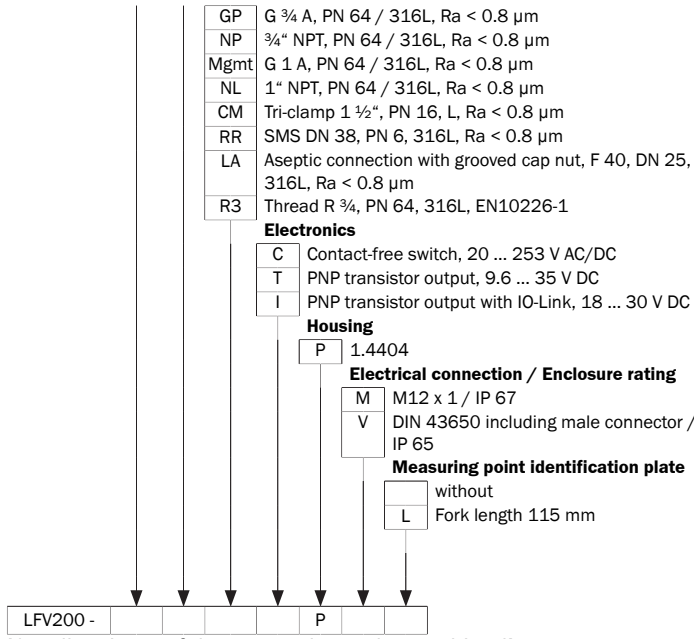 GP G ¾ A, PN 64 / 316L, Ra < 0.8 µm
NP ¾“ NPT, PN 64 / 316L, Ra < 0.8 µm
Mgmt G 1 A, PN 64 / 316L, Ra < 0.8 µm
NL 1“ NPT, PN 64 / 316L, Ra < 0.8 µm
CM Tri-clamp 1 ½“, PN 16, L, Ra < 0.8 µm
RR SMS DN 38, PN 6, 316L, Ra < 0.8 µm
LA Aseptic connection with grooved cap nut, F 40, DN 25,
316L, Ra < 0.8 µm
R3 Thread R ¾, PN 64, 316L, EN10226-1
Electronics
C Contact-free switch, 20 ... 253 V AC/DC
T PNP transistor output, 9.6 ... 35 V DC
I PNP transistor output with IO-Link, 18 ... 30 V DC
Housing
P 1.4404
Electrical connection / Enclosure rating
M M12 x 1 / IP 67
V DIN 43650 including male connector /
IP 65
Measuring point identification plate
without
L Fork length 115 mm
LFV200 - P